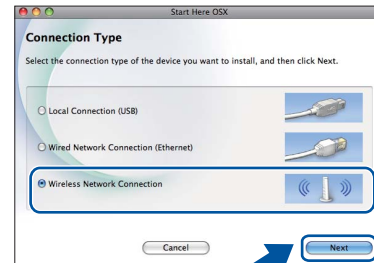 Start Here OSX
Connection Type
Select the connection type of the device you want to install, and then click Next.
Local Connection (USB)
Wired Network Connection (Ethernet)
Wireless Network Connection
Cancel
Next